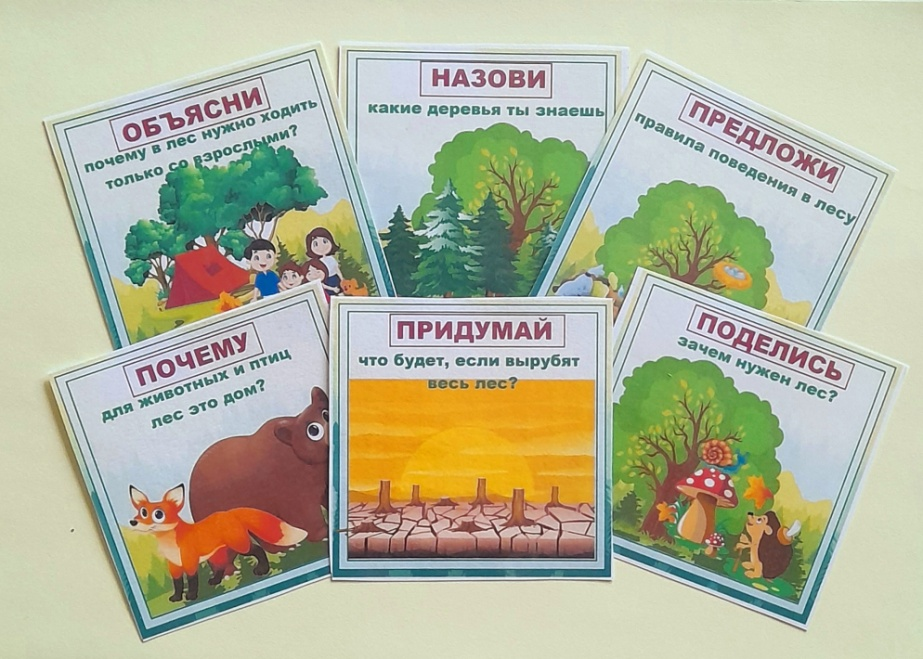 ОБЪЯСНИ
почему в лес нужно ходить
только со взрослыми?
НАЗОВИ
какие деревья ты знаешь
ПРЕДЛОЖИ
правила поведения в лесу
ПОЧЕМУ
для животных и птиц
лес это дом?
ПРИДУМАЙ
что будет, если вырубят
весь лес?
ПОДЕЛИСЬ
зачем нужен лес?